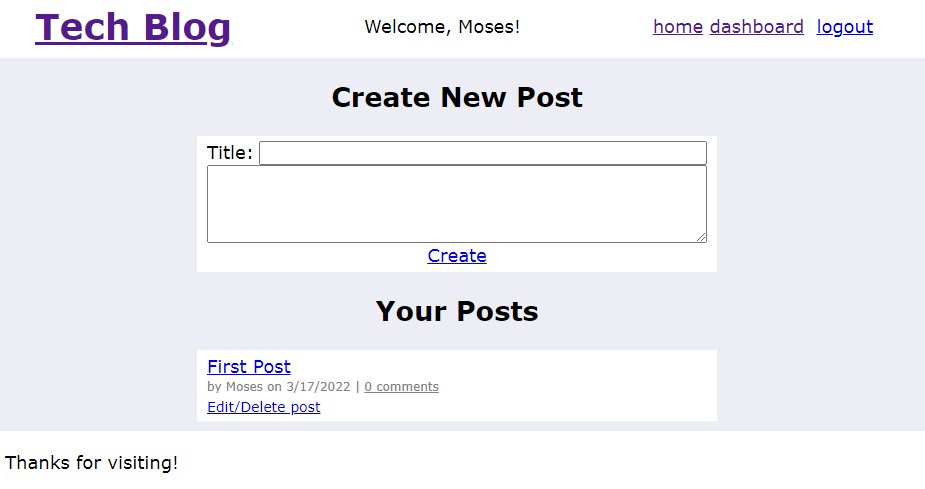 Tech Blog Welcome, Moses! home dashboard logout
Create New Post
Title:
Create
Your Posts
First Post
by Moses on 3/17/2022 | 0 comments
Edit/Delete post
Thanks for visiting!